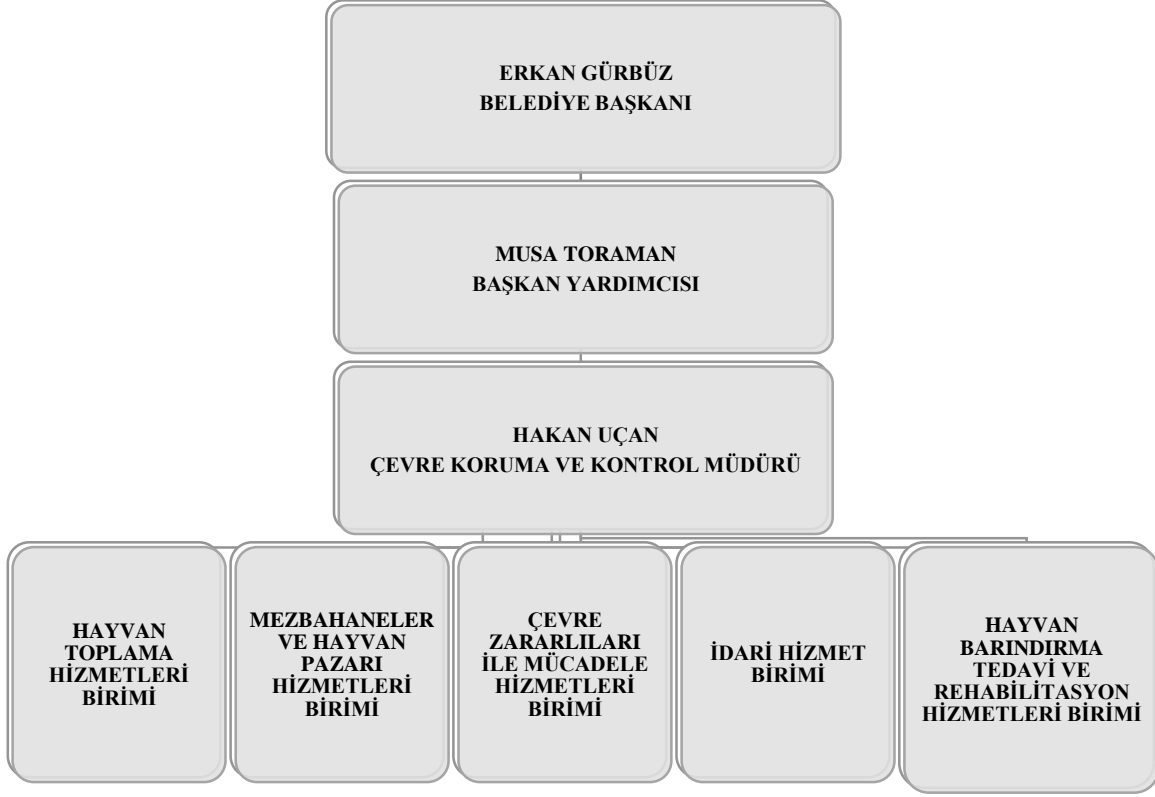 ERKAN GÜRBÜZ
BELEDİYE BAŞKANI
MUSA TORAMAN
BAŞKAN YARDIMCISI
HAKAN UÇAN
ÇEVRE KORUMA VE KONTROL MÜDÜRÜ
HAYVAN
TOPLAMA
HİZMETLERİ
BİRİMİ
MEZBAHANELER
VE HAYVAN
PAZARI
HİZMETLERİ
BİRİMİ
ÇEVRE
ZARARLILARI
İLE MÜCADELE
HİZMETLERİ
BİRİMİ
İDARİ HİZMET
BİRİMİ
HAYVAN
BARINDIRMA
TEDAVİ VE
REHABİLİTASYON
HİZMETLERİ BİRİMİ